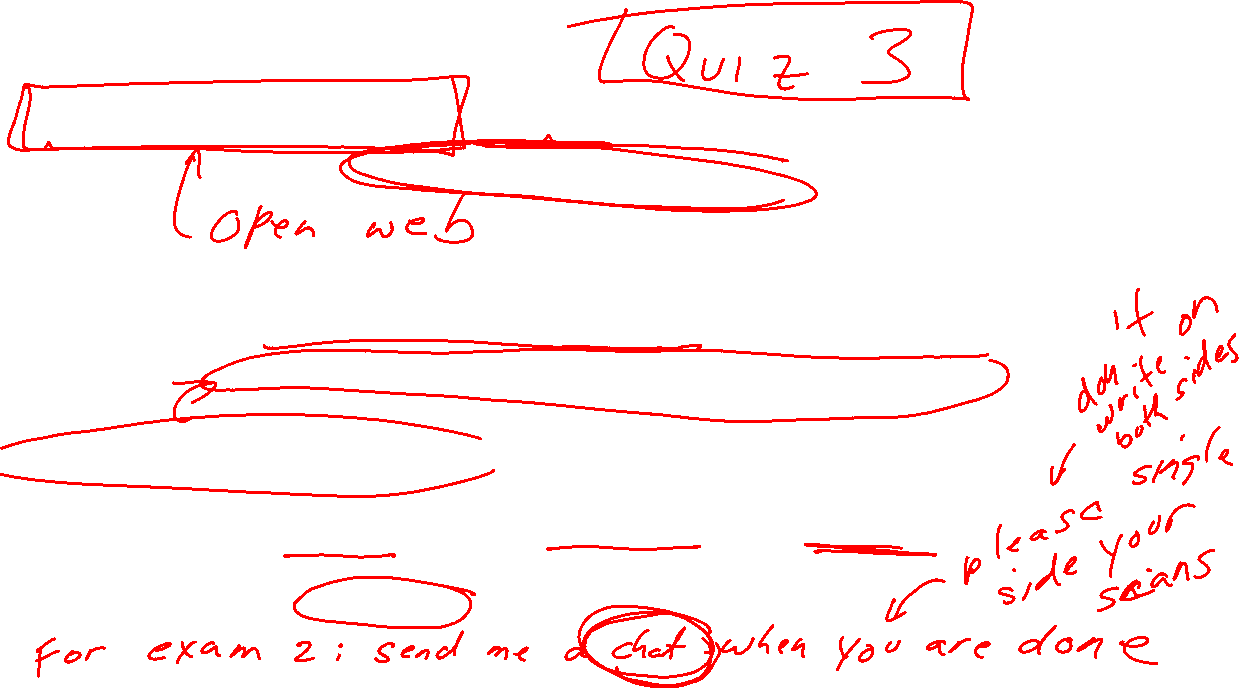 Quiz 3
open web
don it on
write
both sides
please single
side your
scans
For exam 2: send me a chat when you are done